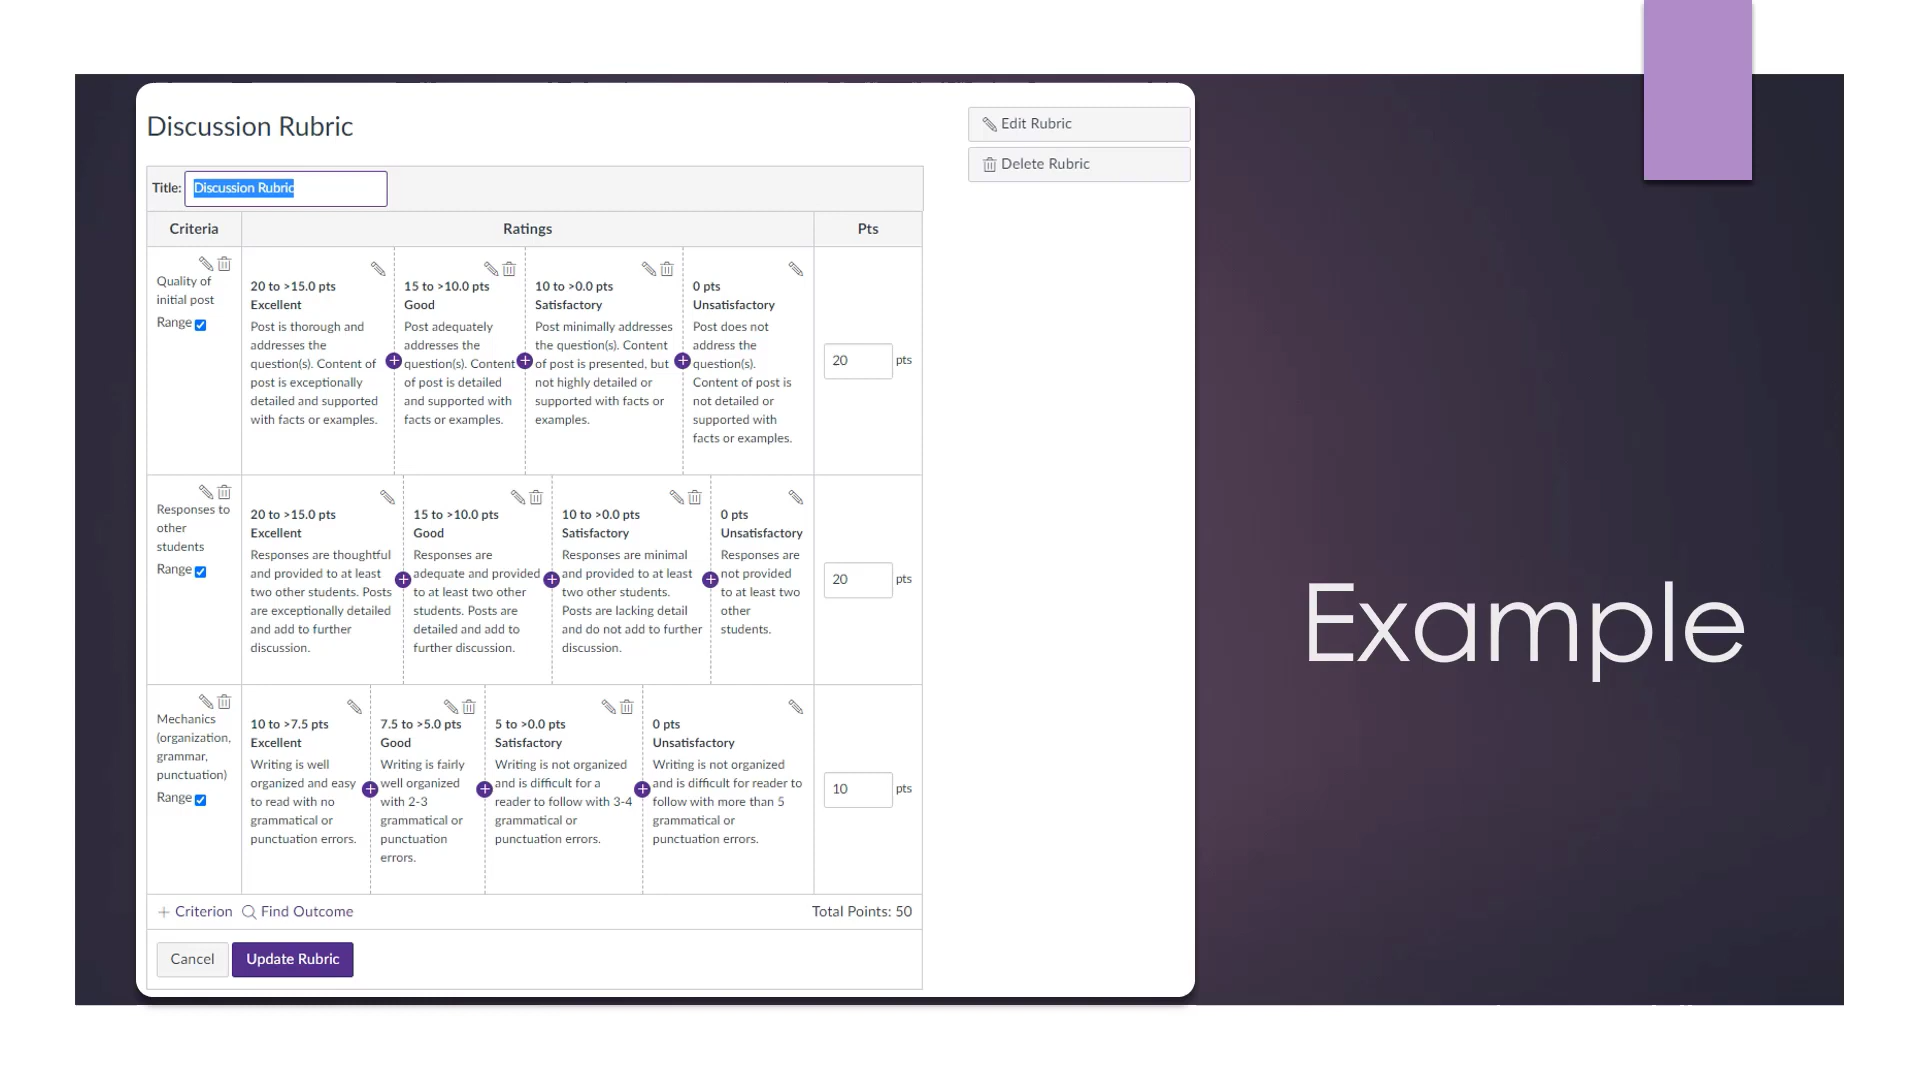 Discussion Rubric
Edit Rubric
Delete Rubric
Title: Discussion Rubric
Criteria
Ratings
Pts
Quality of
initial post
Range
20 to >15.0 pts
Excellent
Post is thorough and
addresses the
question(s). Content of
post is exceptionally
detailed and supported
with facts or examples.
15 to >10.0 pts
Good
Post adequately
addresses the
question(s). Content
of post is detailed
and supported with
facts or examples.
10 to >0.0 pts
Satisfactory
Post minimally addresses
the question(s). Content
of post is presented, but
not highly detailed or
supported with facts or
examples.
0 pts
Unsatisfactory
Post does not
address the
question(s).
Content of post is
not detailed or
supported with
facts or examples.
20 pts
Responses to
other
students
Range
20 to >15.0 pts
Excellent
Responses are thoughtful
and provided to at least
two other students. Posts
are exceptionally detailed
and add to further
discussion.
15 to >10.0 pts
Good
Responses are
adequate and provided
to at least two other
students. Posts are
detailed and add to
further discussion.
10 to >0.0 pts
Satisfactory
Responses are minimal
and provided to at least
two other students.
Posts are lacking detail
and do not add to further
discussion.
0 pts
Unsatisfactory
Responses are
not provided
to at least two
other
students.
20 pts
Mechanics
(organization,
grammar,
punctuation)
Range
10 to >7.5 pts
Excellent
Writing is well
organized and easy
to read with no
grammatical or
punctuation errors.
7.5 to >5.0 pts
Good
Writing is fairly
well organized
with 2-3
grammatical or
punctuation
errors.
5 to >0.0 pts
Satisfactory
Writing is not organized
and is difficult for a
reader to follow with 3-4
grammatical or
punctuation errors.
0 pts
Unsatisfactory
Writing is not organized
and is difficult for reader to
follow with more than 5
grammatical or
punctuation errors.
10 pts
+ Criterion
Find Outcome
Total Points: 50
Cancel
Update Rubric
Example